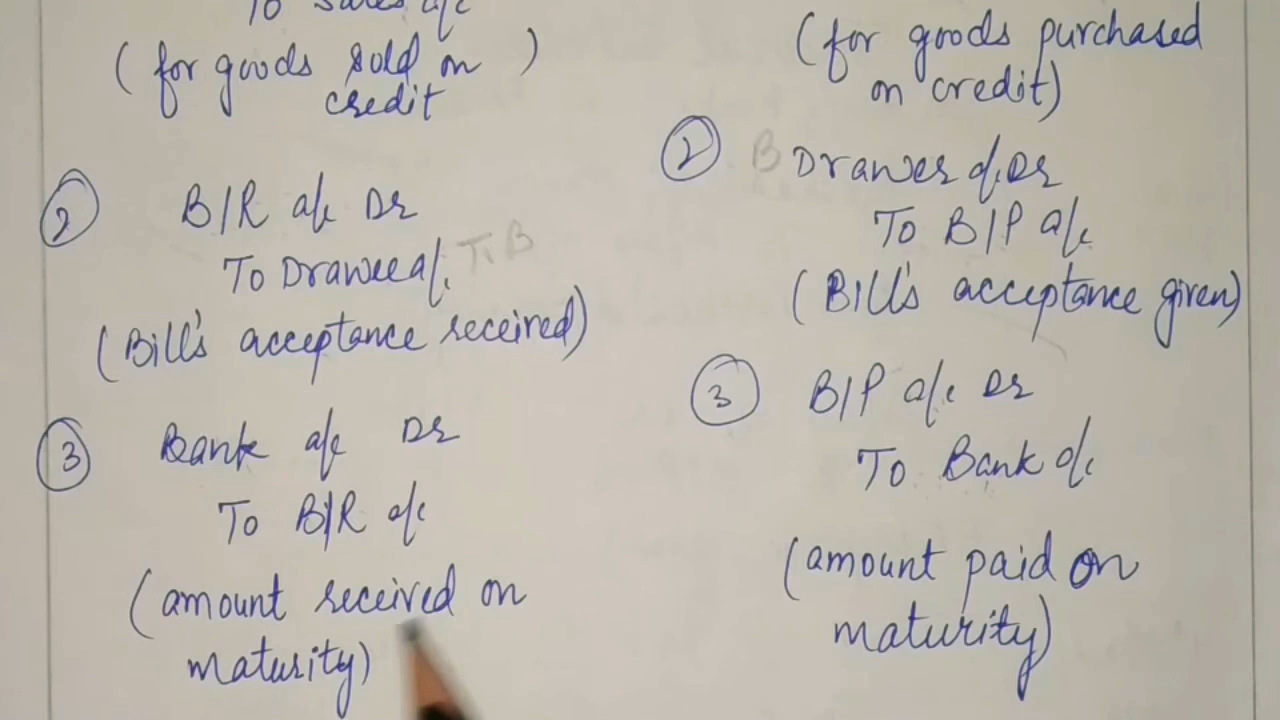 To Sales a/c
(for goods sold on )
credit
② B/R a/c Dr
To Drawee a/c T. B
(Bill's acceptance received)
③ Bank a/c Dr
To B/R a/c
(amount received on
maturity)
(for goods purchased
on credit)
② B Drawer a/c Dr
To B/P a/c
(Bill's acceptance given)
③ B/P a/c Dr
To Bank a/c
(amount paid on
maturity)